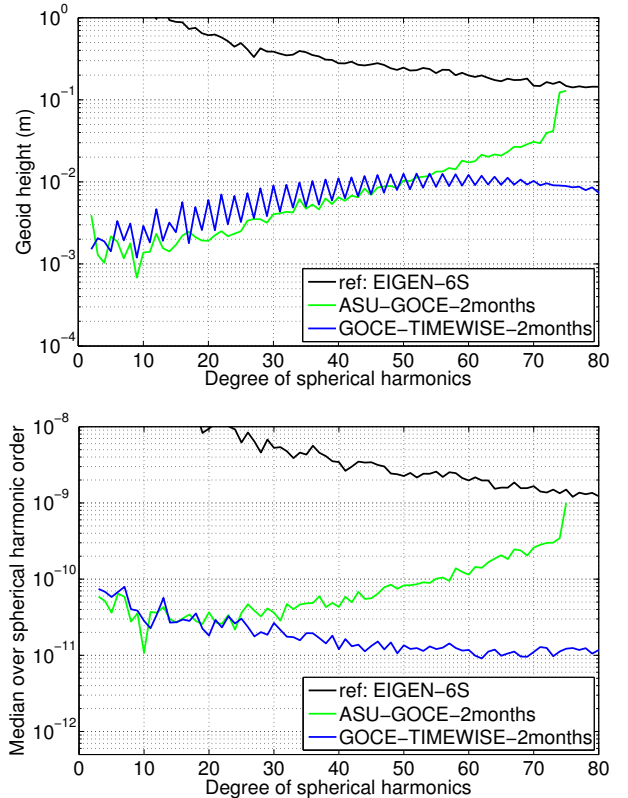 Geoid height (m)
10^0
10^-1
10^-2
10^-3
10^-4
ref: EIGEN−6S
ASU−GOCE−2months
GOCE−TIMEWISE−2months
0 10 20 30 40 50 60 70 80
Degree of spherical harmonics
Median over spherical harmonic order
10^-8
10^-9
10^-10
10^-11
10^-12
ref: EIGEN−6S
ASU−GOCE−2months
GOCE−TIMEWISE−2months
0 10 20 30 40 50 60 70 80
Degree of spherical harmonics